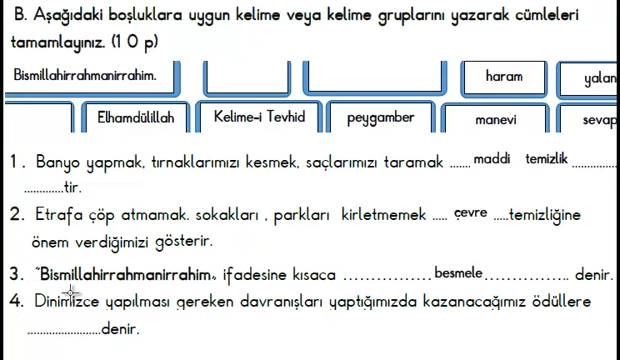 B. Aşağıdaki boşluklara uygun kelime veya kelime gruplarını yazarak cümleleri
tamamlayınız. (1 0 p)
Bismillahirrahmanirrahim. haram yalan
Elhamdülillah Kelime-i Tevhid peygamber manevi sevap
1. Banyo yapmak, tırnaklarımızı kesmek, saçlarımızı taramak ....... maddi temizlik ..............
.............tir.
2. Etrafa çöp atmamak. sokakları , parkları kirletmemek ..... çevre .....temizliğine
önem verdiğimizi gösterir.
3. "Bismillahirrahmanirrahim" ifadesine kısaca ................ besmele................ denir.
4. Dinimizce yapılması gereken davranışları yaptığımızda kazanacağımız ödüllere
........................denir.